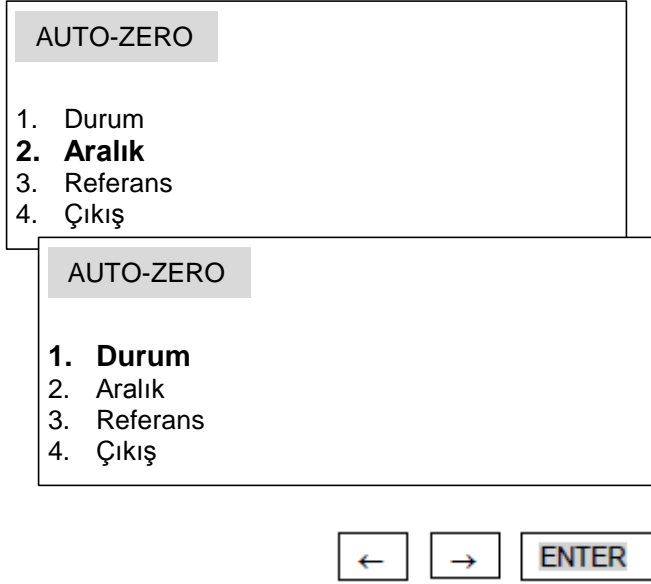 AUTO-ZERO
1. Durum
2. Aralık
3. Referans
4. Çıkış
AUTO-ZERO
1. Durum
2. Aralık
3. Referans
4. Çıkış
← → ENTER